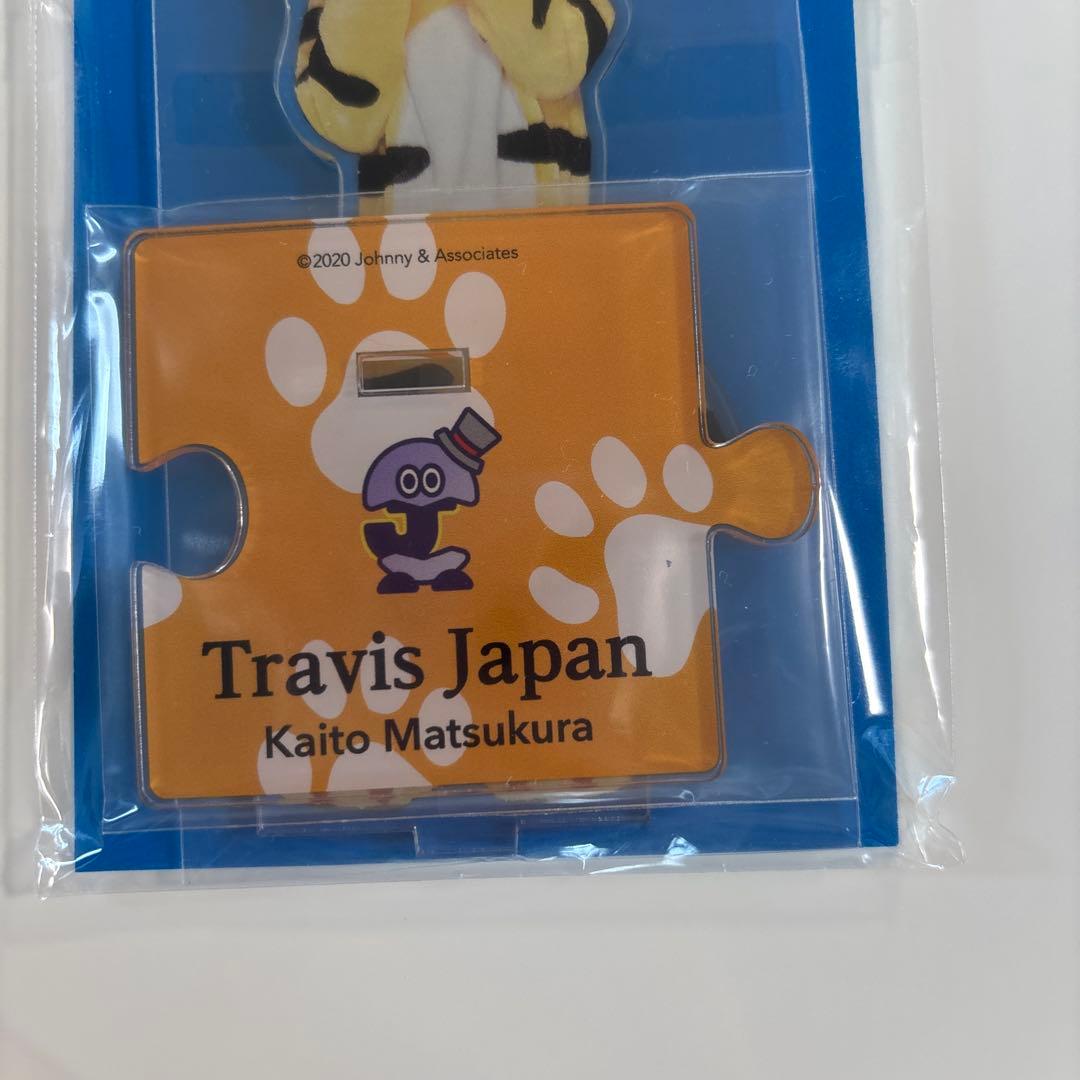 ©2020 Johnny & Associates
Travis Japan
Kaito Matsukura